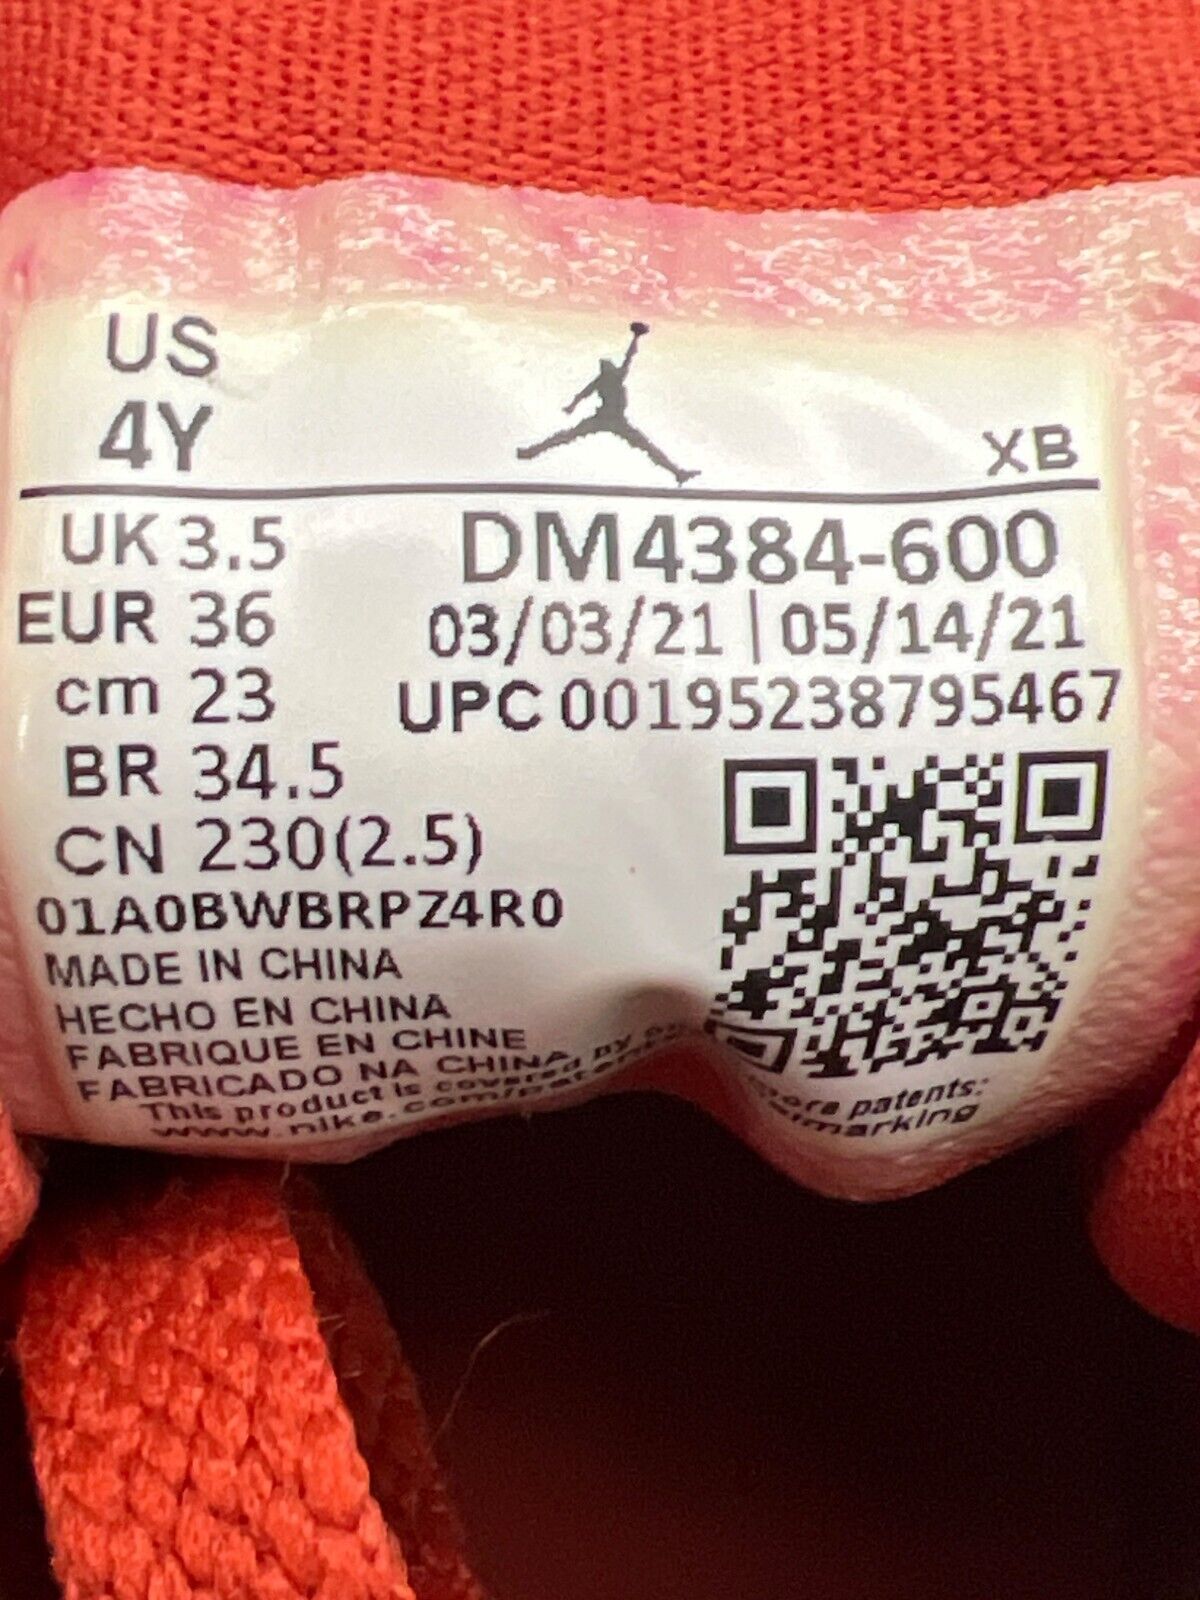 US
4Y
XB
UK 3.5
DM4384-600
EUR 36
03/03/21 | 05/14/21
cm 23
UPC 00195238795467
BR 34.5
CN 230(2.5)
01A0BWBRPZ4R0
MADE IN CHINA
HECHO EN CHINA
FABRIQUE EN CHINE
FABRICADO NA CHINA
This product is covered by patents:
www.nike.com